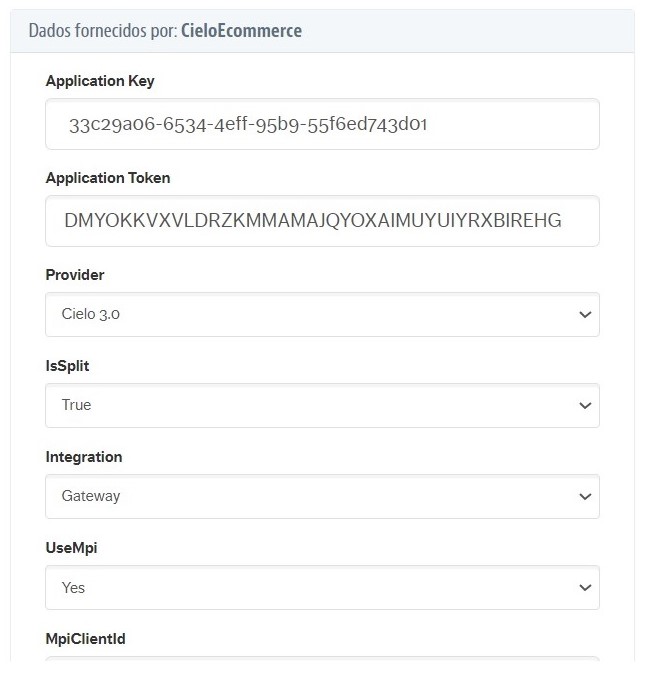 Dados fornecidos por: CieloEcommerce
Application Key
33c29a06-6534-4eff-95b9-55f6ed743d01
Application Token
DMYOKKVXVLDRZKMMAMAJQYOXAIMUYUIYRXBIREHG
Provider
Cielo 3.0
IsSplit
True
Integration
Gateway
UseMpi
Yes
MpiClientId